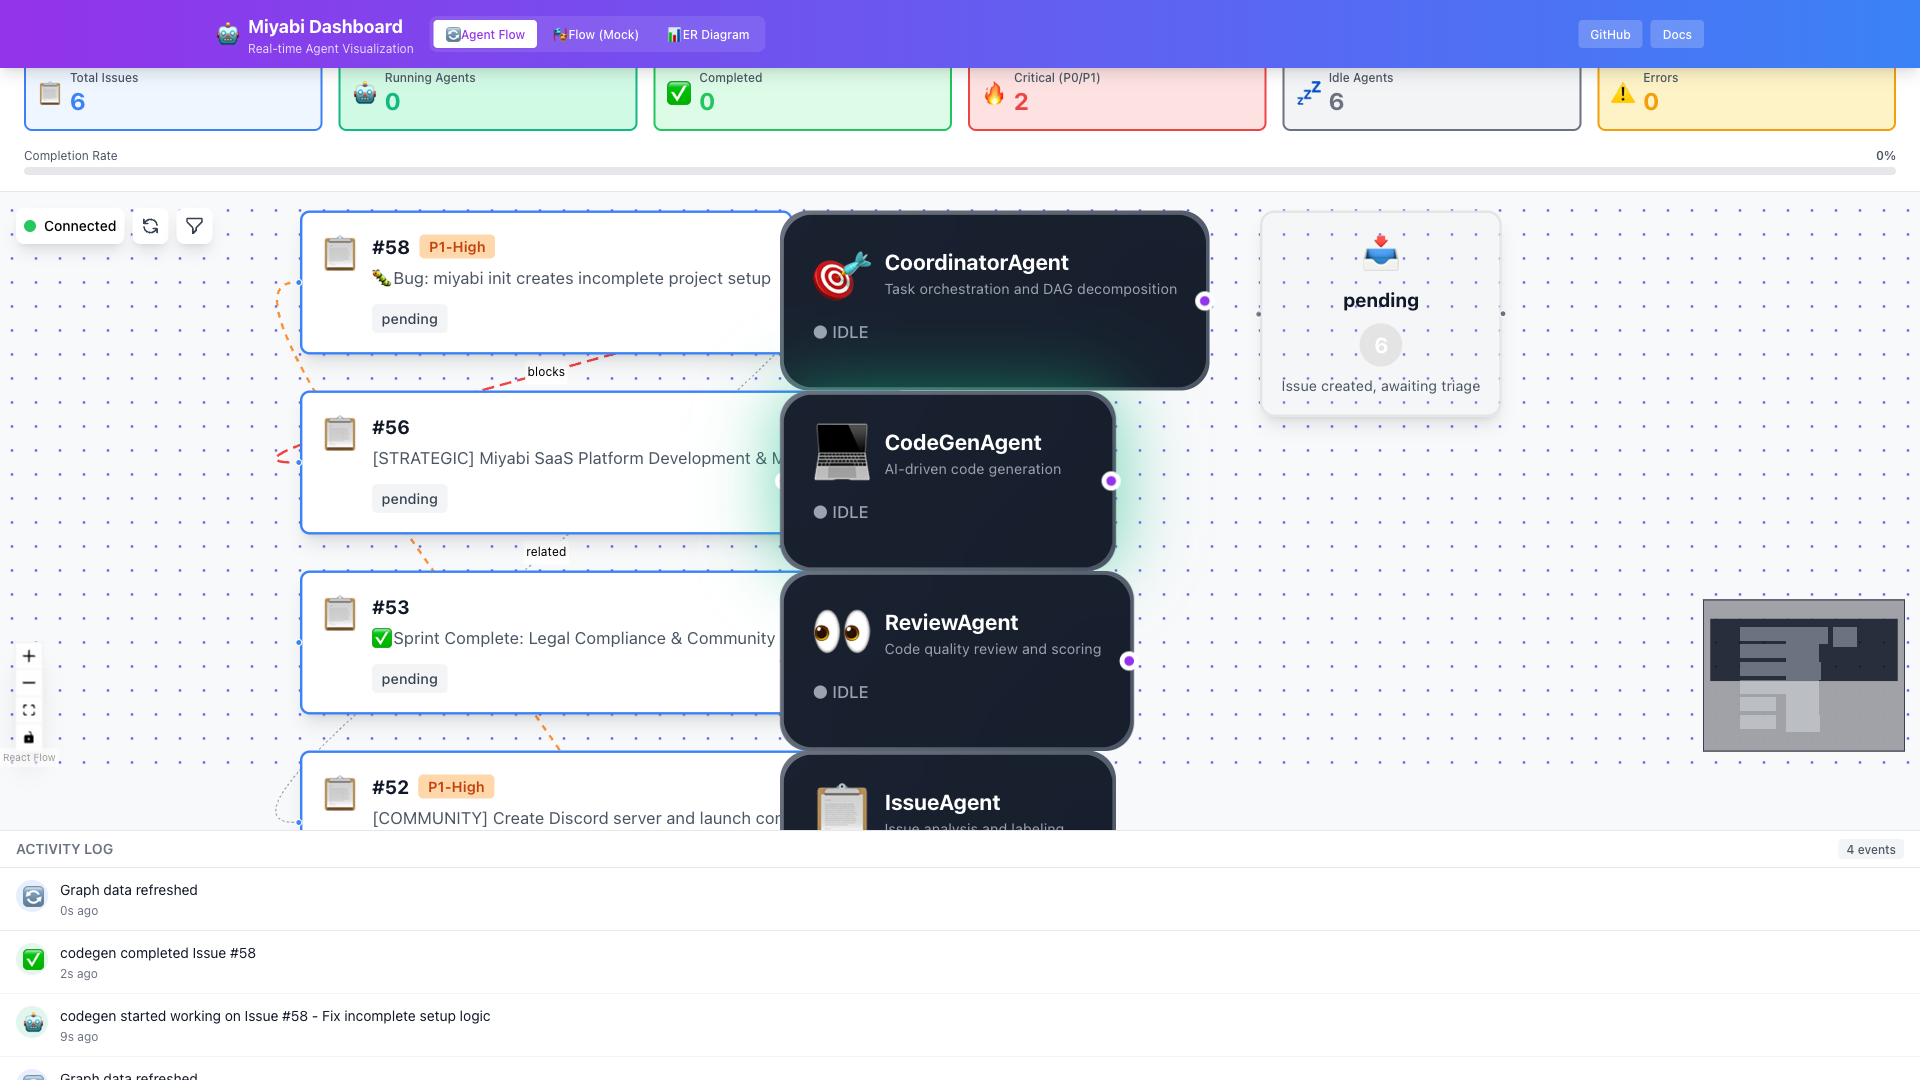 Miyabi Dashboard
Real-time Agent Visualization
Agent Flow
Flow (Mock)
ER Diagram
GitHub
Docs
Total Issues
6
Running Agents
0
Completed
0
Critical (P0/P1)
2
Idle Agents
6
Errors
0
Completion Rate
0%
Connected
#58 P1-High
Bug: miyabi init creates incomplete project setup
pending
blocks
#56
[STRATEGIC] Miyabi SaaS Platform Development &
pending
related
#53
Sprint Complete: Legal Compliance & Community
pending
#52 P1-High
[COMMUNITY] Create Discord server and launch
CoordinatorAgent
Task orchestration and DAG decomposition
IDLE
CodeGenAgent
AI-driven code generation
IDLE
ReviewAgent
Code quality review and scoring
IDLE
IssueAgent
Issue analysis and labeling
pending
6
Issue created, awaiting triage
React Flow
ACTIVITY LOG
4 events
Graph data refreshed
0s ago
codegen completed Issue #58
2s ago
codegen started working on Issue #58 - Fix incomplete setup logic
9s ago
Graph data refreshed